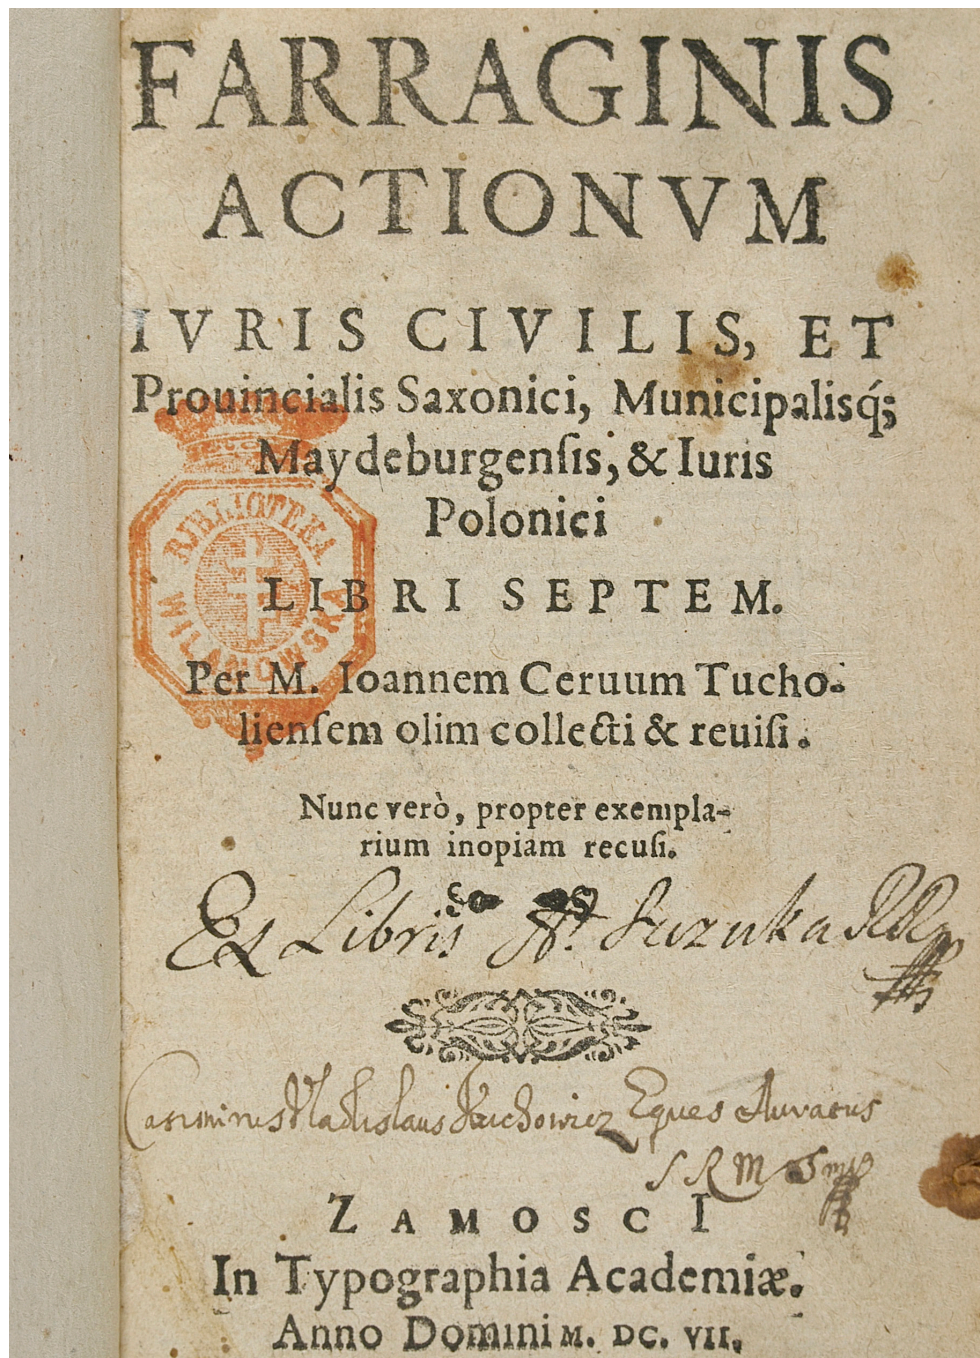 FARRAGINIS
ACTIONVM
IVRIS CIVILIS, ET
Prouincialis Saxonici, Municipalisq́;
Maydeburgenſis, & Iuris
Polonici
BIBLIOTEKA
WILANOWSKA
LIBRI SEPTEM.
Per M. Ioannem Ceruum Tucho-
lienſem olim collecti & reuiſi.
Nunc verò, propter exempla-
rium inopiam recuſi.
Ex Libris
Casimirus Vladislaus Eques Auratus
S R M
ZAMOSCI
In Typographia Academiæ.
Anno Domini M. DC. VII.